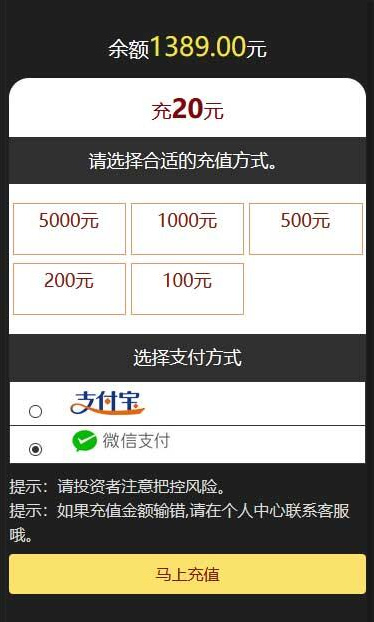 余额1389.00元
充20元
请选择合适的充值方式。
5000元
1000元
500元
200元
100元
选择支付方式
支付宝
微信支付
提示：请投资者注意把控风险。
提示：如果充值金额输错,请在个人中心联系客服
哦。
马上充值